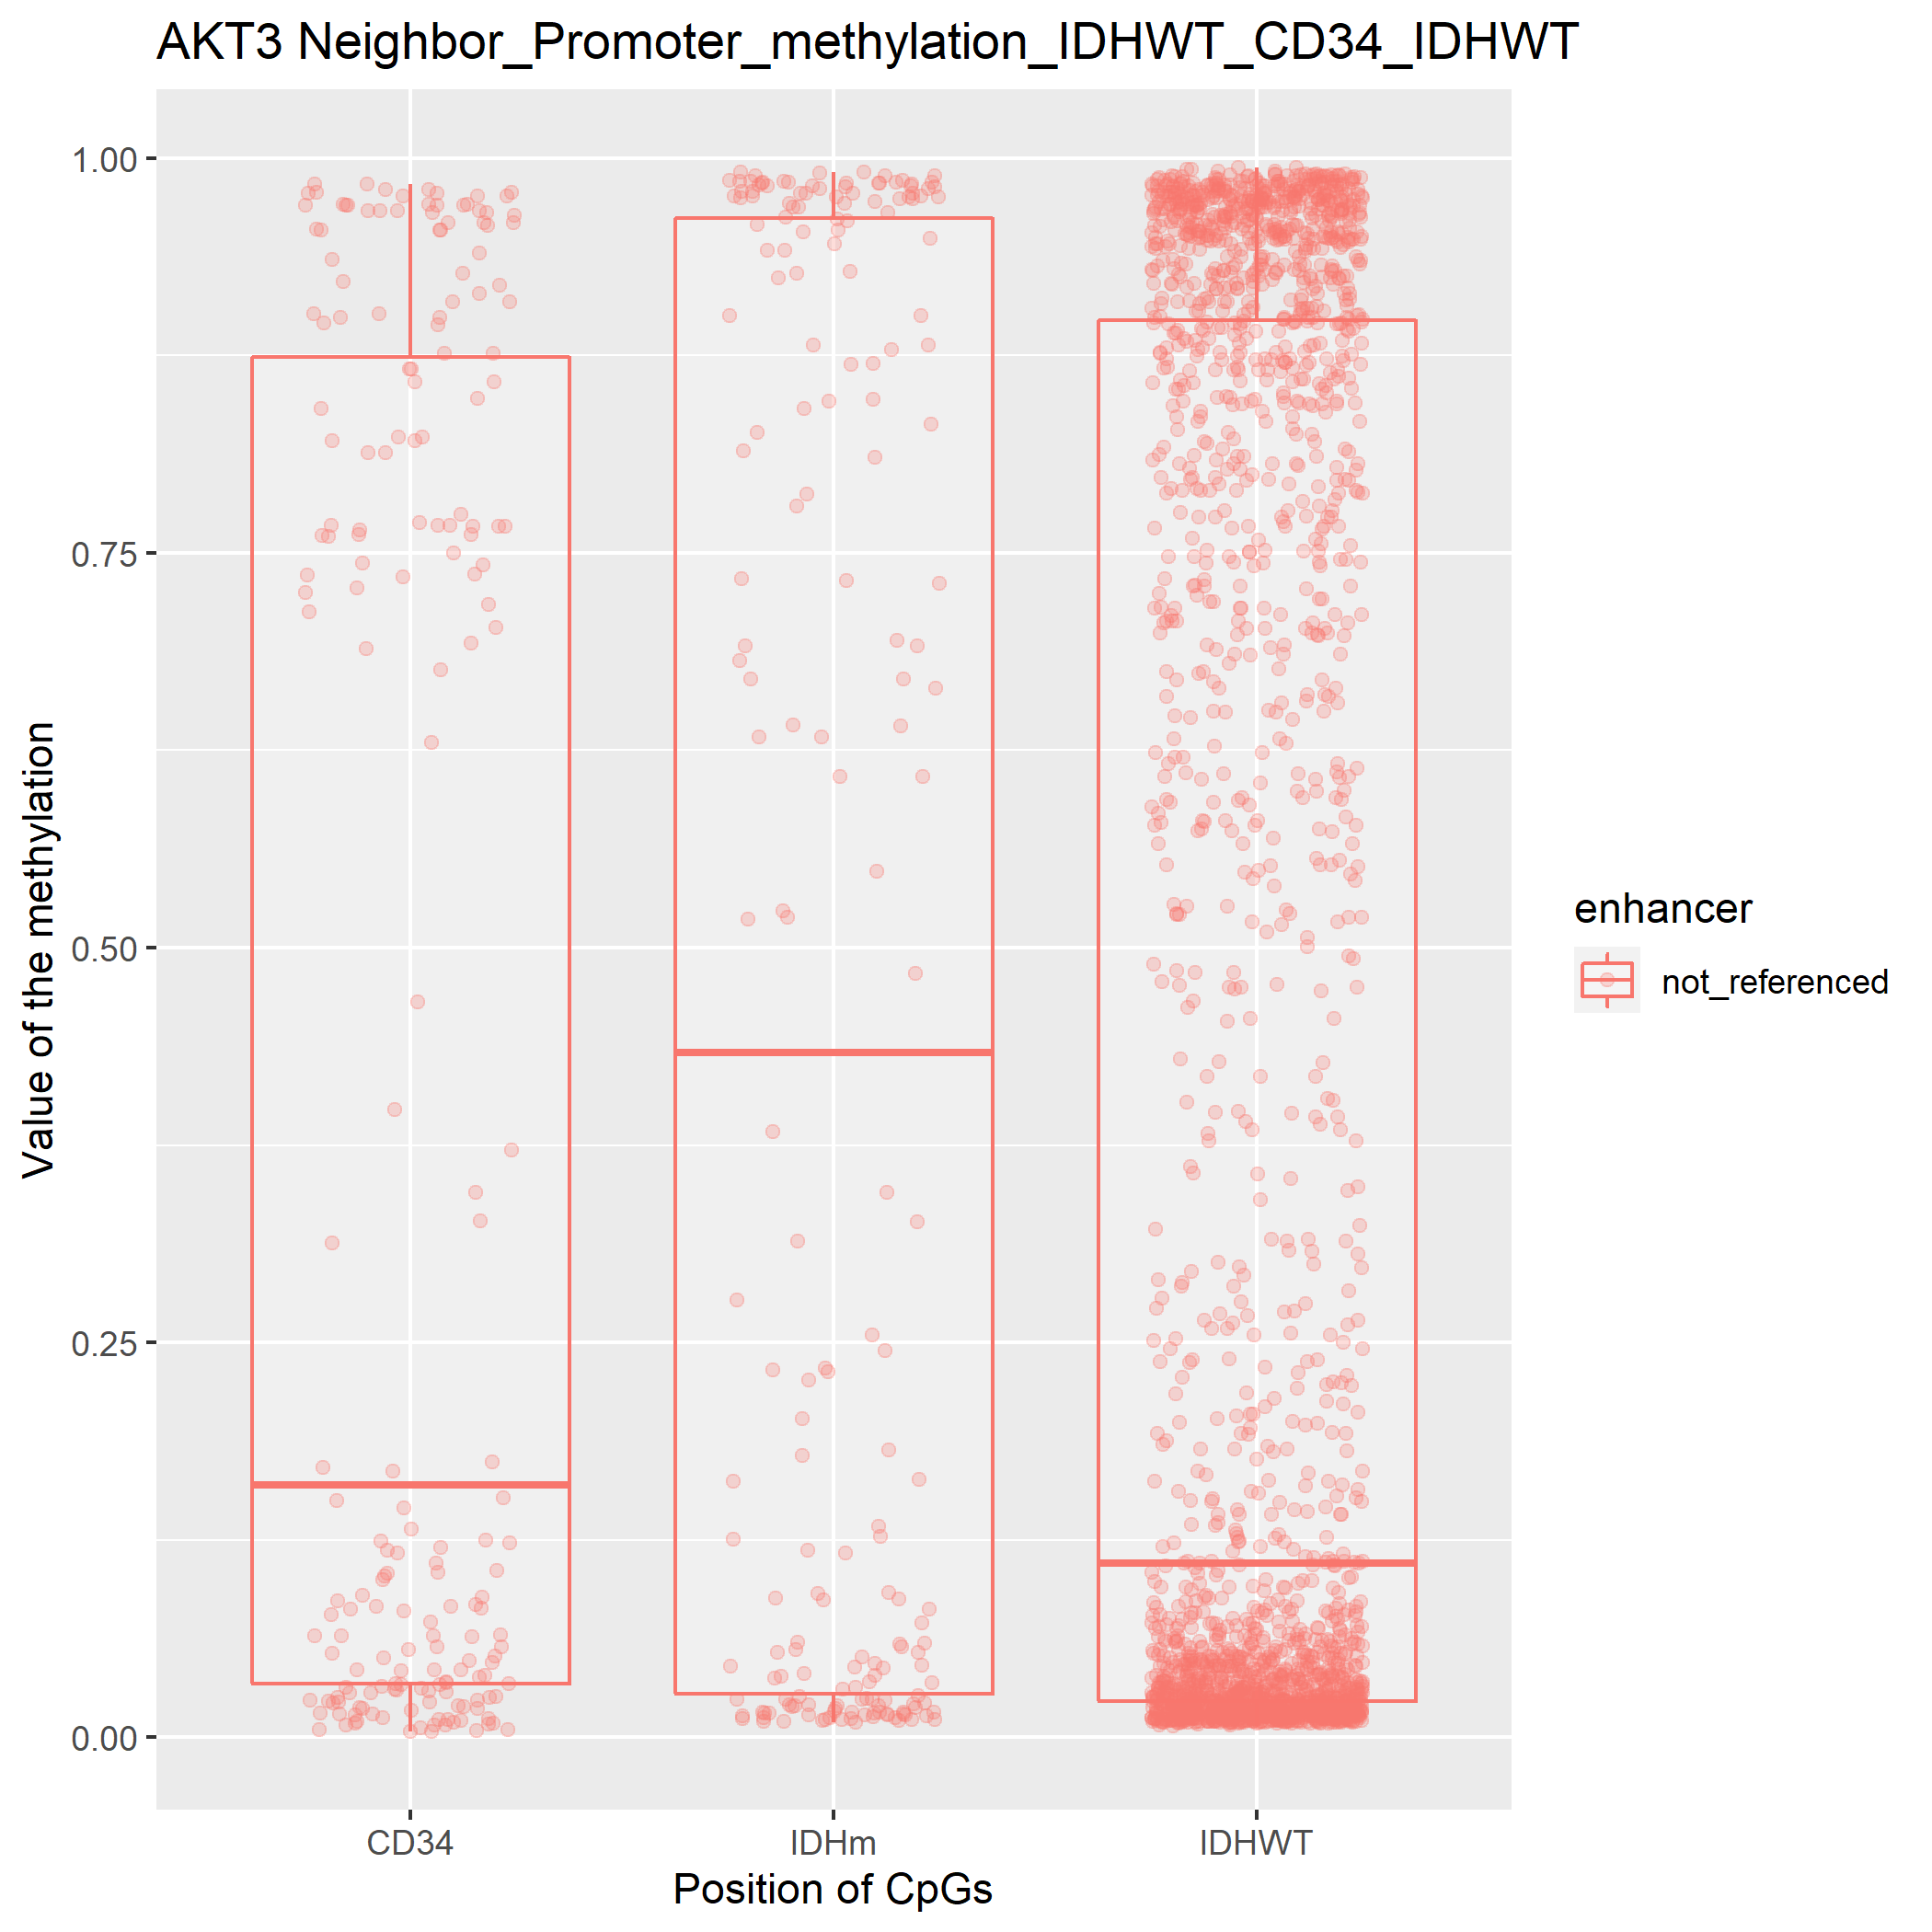 AKT3 Neighbor_Promoter_methylation_IDHWT_CD34_IDHWT
Value of the methylation
1.00
0.75
0.50
0.25
0.00
CD34
IDHm
IDHWT
Position of CpGs
enhancer
not_referenced